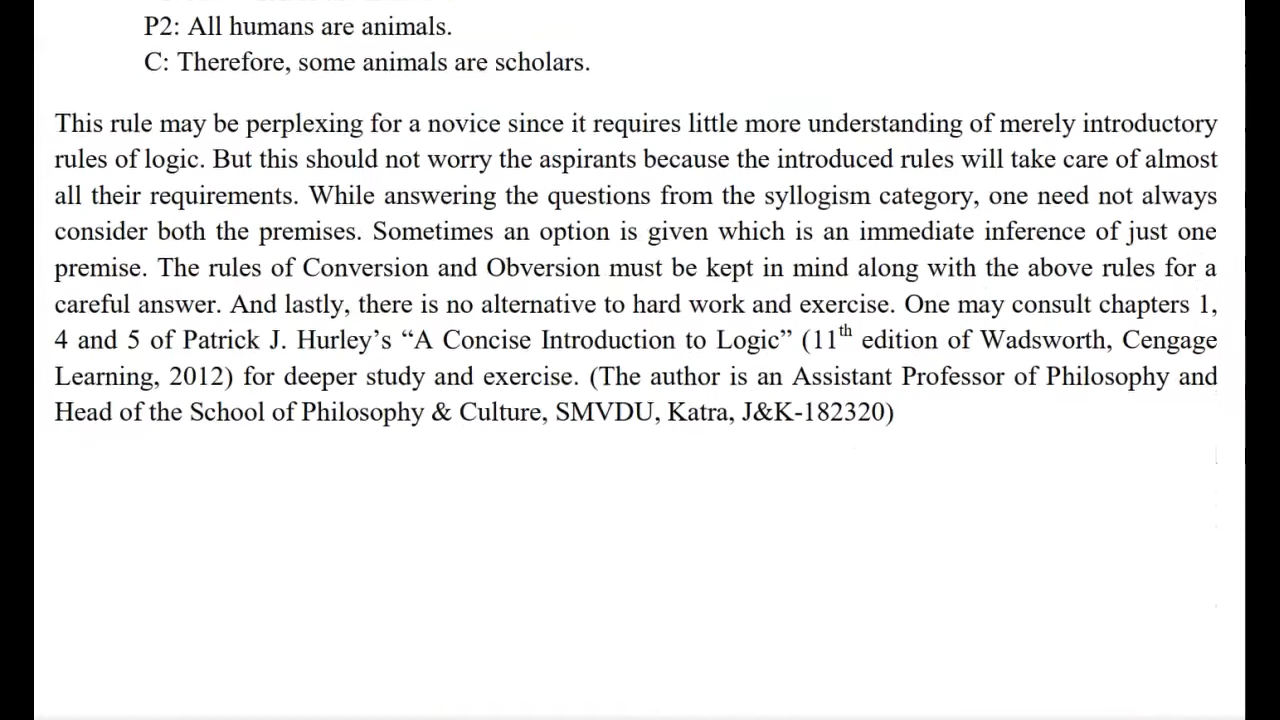 P2: All humans are animals.
C: Therefore, some animals are scholars.
This rule may be perplexing for a novice since it requires little more understanding of merely introductory
rules of logic. But this should not worry the aspirants because the introduced rules will take care of almost
all their requirements. While answering the questions from the syllogism category, one need not always
consider both the premises. Sometimes an option is given which is an immediate inference of just one
premise. The rules of Conversion and Obversion must be kept in mind along with the above rules for a
careful answer. And lastly, there is no alternative to hard work and exercise. One may consult chapters 1,
4 and 5 of Patrick J. Hurley’s “A Concise Introduction to Logic” (11th edition of Wadsworth, Cengage
Learning, 2012) for deeper study and exercise. (The author is an Assistant Professor of Philosophy and
Head of the School of Philosophy & Culture, SMVDU, Katra, J&K-182320)